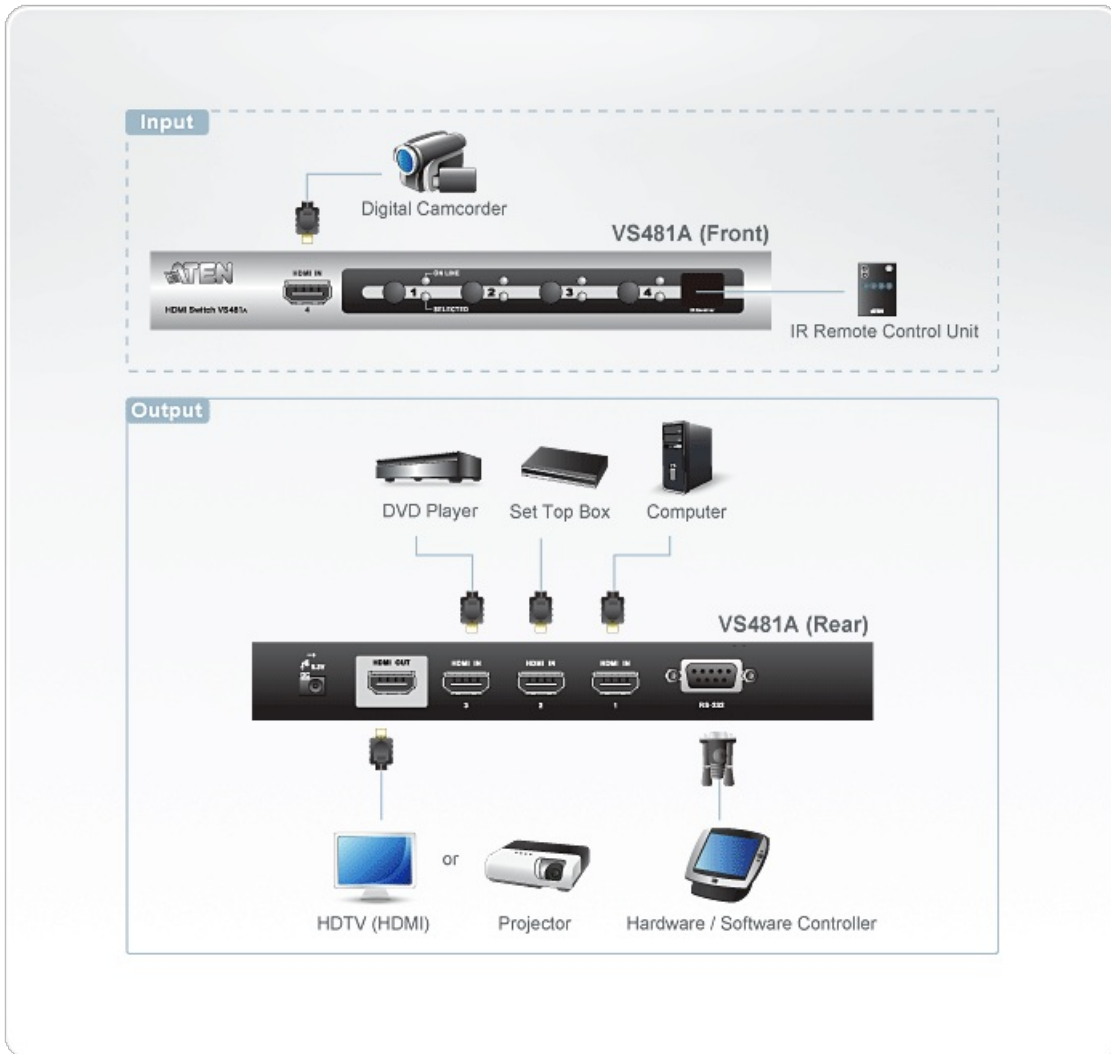 Input
Digital Camcorder
VS481A (Front)
ATEN
HDMI IN
4
HDMI Switch VS481A
ON LINE
1 2 3 4
SELECTED
IR Remote Control Unit
Output
DVD Player
Set Top Box
Computer
VS481A (Rear)
HDMI OUT
HDMI IN
HDMI IN
HDMI IN
3
2
1
RS-232
HDTV (HDMI)
or
Projector
Hardware / Software Controller